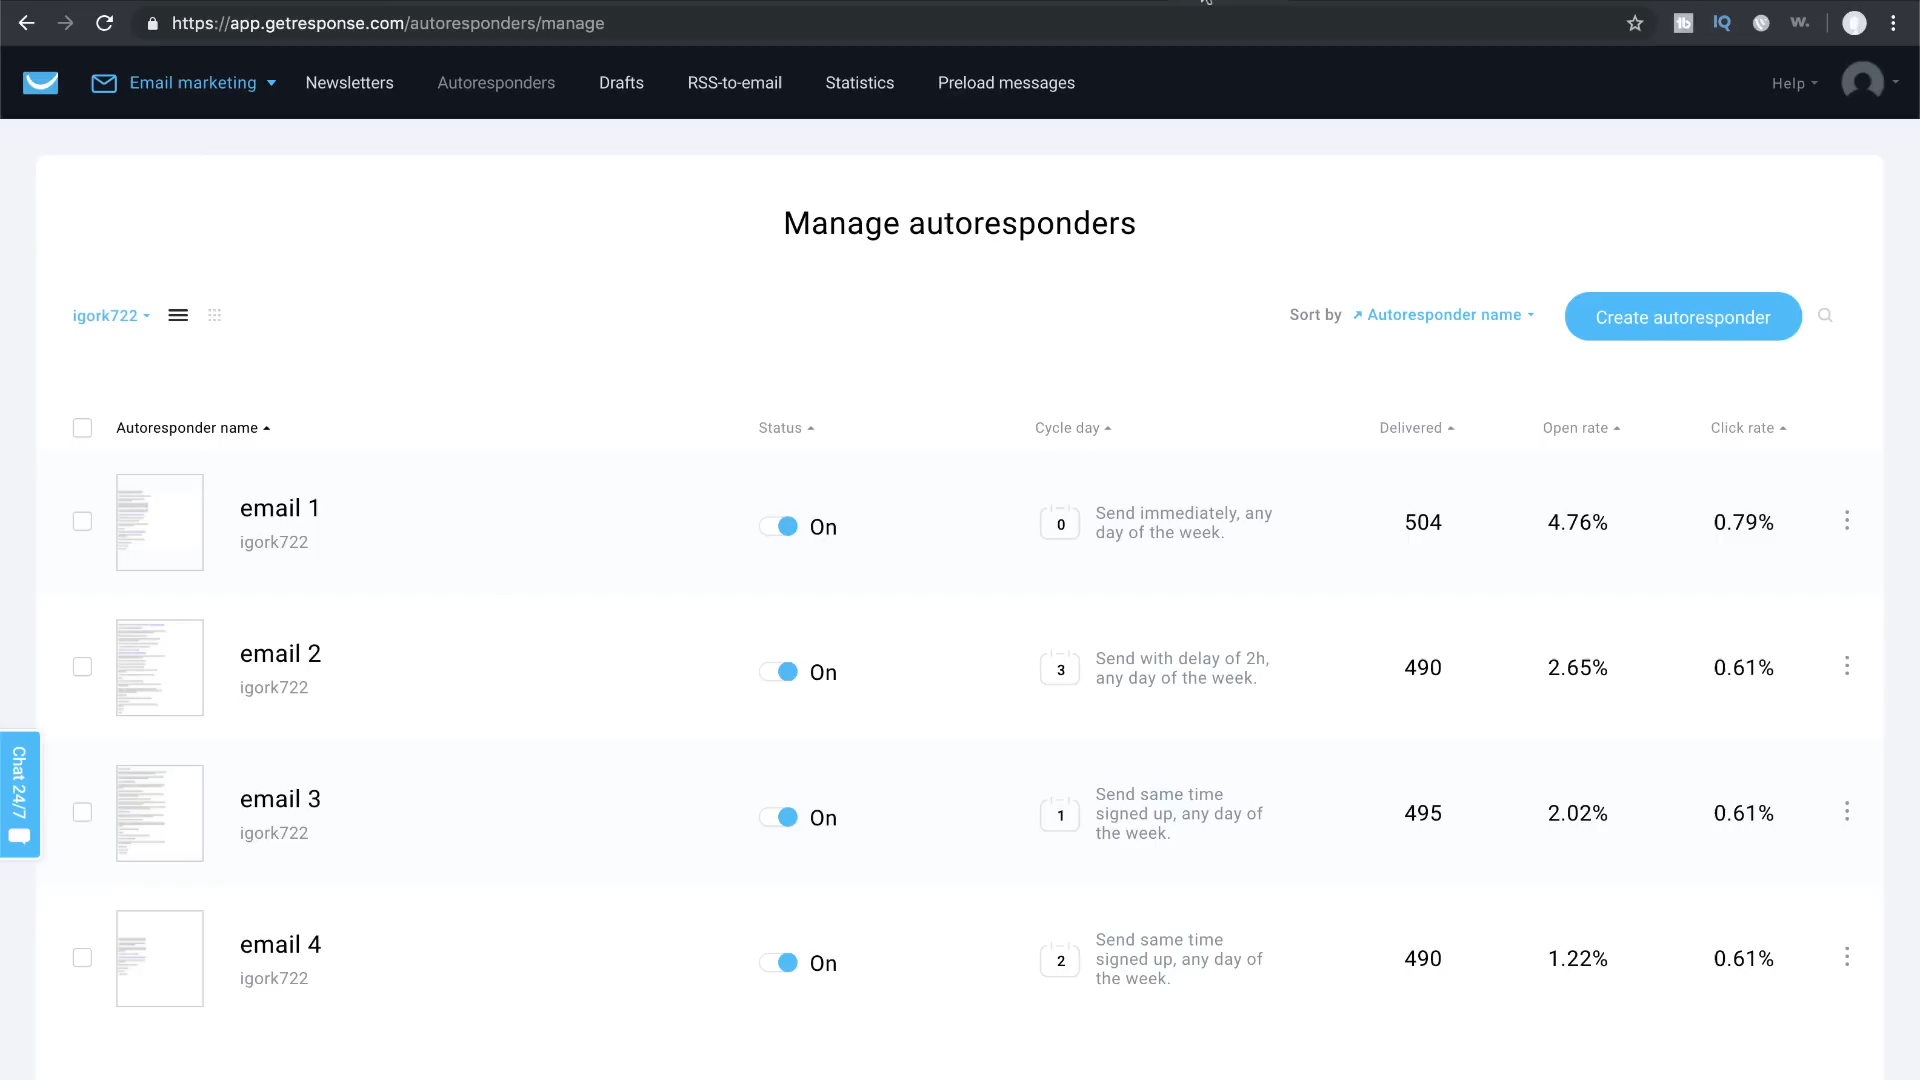 https://app.getresponse.com/autoresponders/manage
tb
IQ
w.
Email marketing
Newsletters
Autoresponders
Drafts
RSS-to-email
Statistics
Preload messages
Help
Manage autoresponders
igork722
Sort by
Autoresponder name
Create autoresponder
Autoresponder name
Status
Cycle day
Delivered
Open rate
Click rate
email 1
igork722
On
0
Send immediately, any
day of the week.
504
4.76%
0.79%
email 2
igork722
On
3
Send with delay of 2h,
any day of the week.
490
2.65%
0.61%
email 3
igork722
On
1
Send same time
signed up, any day of
the week.
495
2.02%
0.61%
email 4
igork722
On
2
Send same time
signed up, any day of
the week.
490
1.22%
0.61%
Chat 24/7